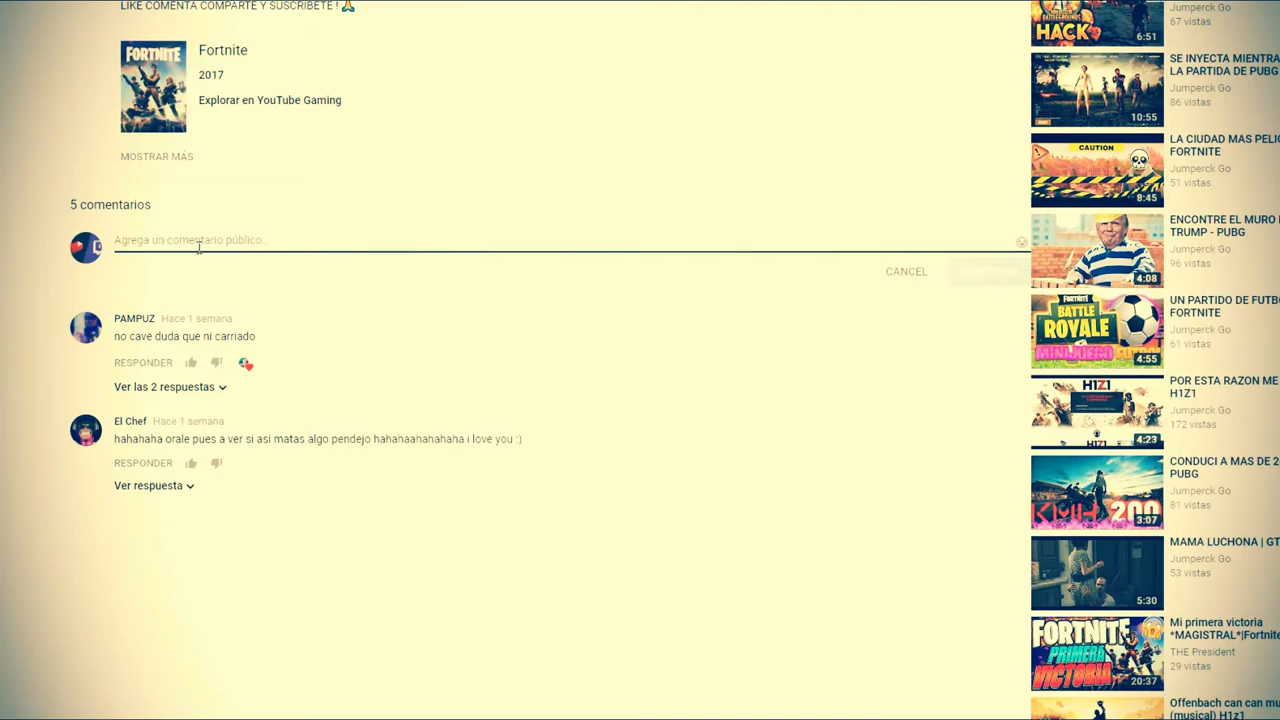 LIKE COMENTA COMPARTE Y SUSCRIBETE ! 🙏
FORTNITE
Fortnite
2017
Explorar en YouTube Gaming
MOSTRAR MÁS
5 comentarios
Agrega un comentario público...
CANCEL
PAMPUZ Hace 1 semana
no cave duda que ni carriado
RESPONDER
Ver las 2 respuestas
El Chef Hace 1 semana
hahahaha orale pues a ver si asi matas algo pendejo hahahaahahahaha i love you :)
RESPONDER
Ver respuesta
HACK
6:51
Jumperck Go
67 vistas
10:55
SE INYECTA MIENTRA
LA PARTIDA DE PUBG
Jumperck Go
86 vistas
CAUTION
8:45
LA CIUDAD MAS PELI
FORTNITE
Jumperck Go
51 vistas
4:08
ENCONTRE EL MURO
TRUMP - PUBG
Jumperck Go
96 vistas
FORTNITE
BATTLE
ROYALE
MINIJUEGO FUTBOL
4:55
UN PARTIDO DE FUTBO
FORTNITE
Jumperck Go
61 vistas
H1Z1
4:23
POR ESTA RAZON ME
H1Z1
Jumperck Go
172 vistas
KMH 200
3:07
CONDUCI A MAS DE 2
PUBG
Jumperck Go
81 vistas
5:30
MAMA LUCHONA | GT
Jumperck Go
53 vistas
FORTNITE
PRIMERA
VICTORIA
20:37
Mi primera victoria
*MAGISTRAL*|Fortnite
THE President
29 vistas
Offenbach can can mu
(musical) H1z1